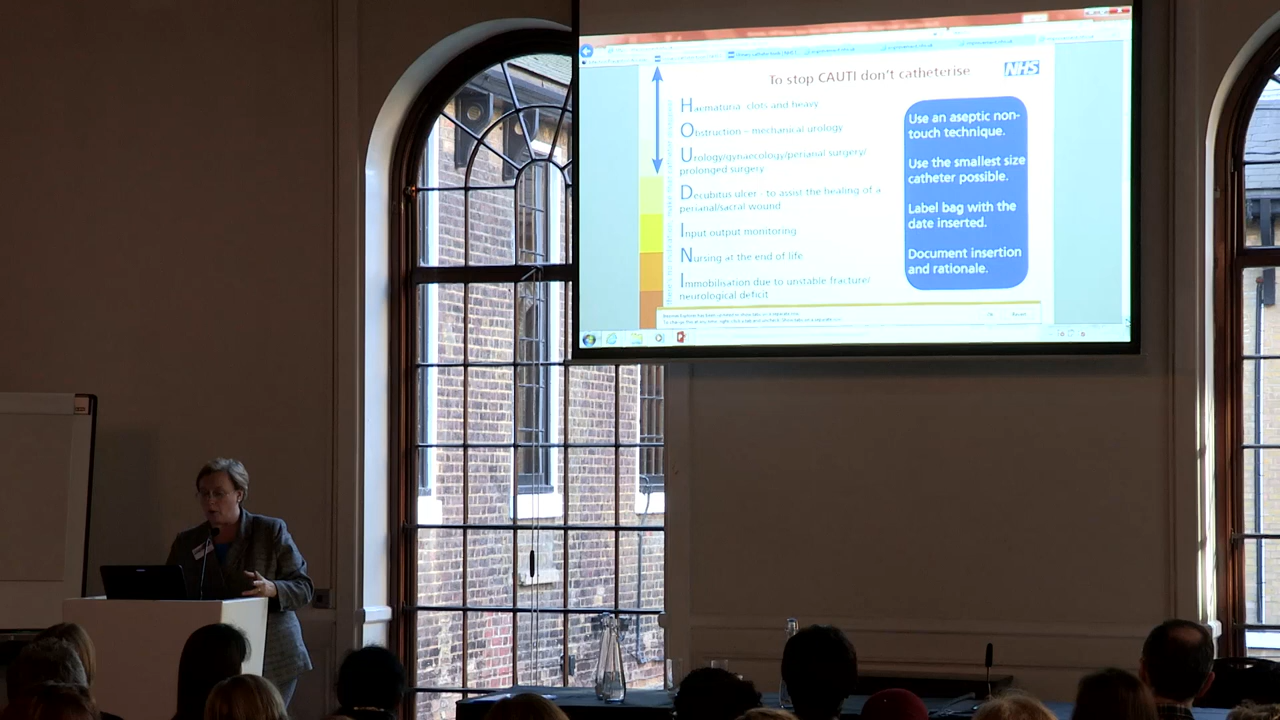 To stop CAUTI don't catheterise
NHS
Haematuria- clots and heavy
Obstruction – mechanical urology
Urology/gynaecology/perianal surgery/
prolonged surgery
Decubitus ulcer - to assist the healing of a
perianal/sacral wound
Input output monitoring
Nursing at the end of life
Immobilisation due to unstable fracture/
neurological deficit
Use an aseptic non-
touch technique.
Use the smallest size
catheter possible.
Label bag with the
date inserted.
Document insertion
and rationale.